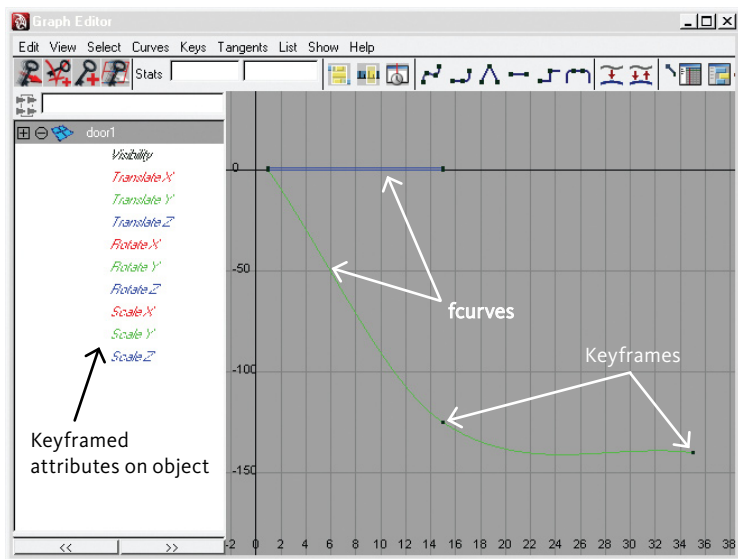 Graph Editor
Edit View Select Curves Keys Tangents List Show Help
Stats
door1
Visibility
Translate X
Translate Y
Translate Z
Rotate X
Rotate Y
Rotate Z
Scale X
Scale Y
Scale Z
Keyframed
attributes on object
<< >>
0
-50
-100
-150
fcurves
Keyframes
-2 0 2 4 6 8 10 12 14 16 18 20 22 24 26 28 30 32 34 36 38